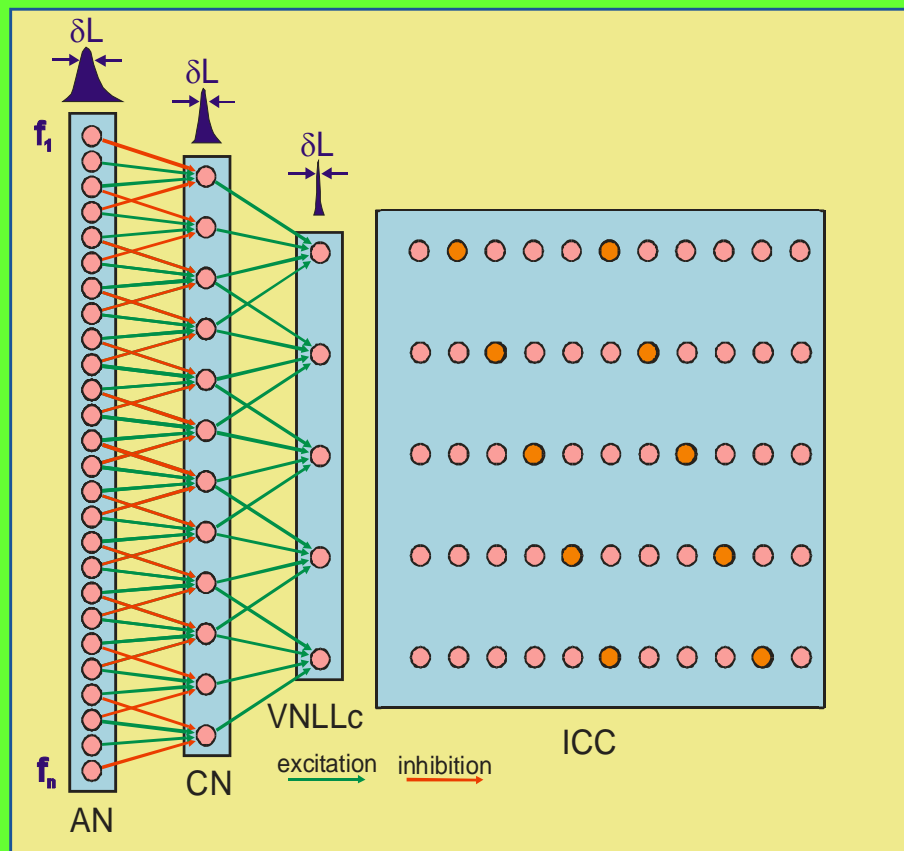 δL
δL
δL
f₁
fₙ
AN
CN
VNLLc
ICC
excitation
inhibition